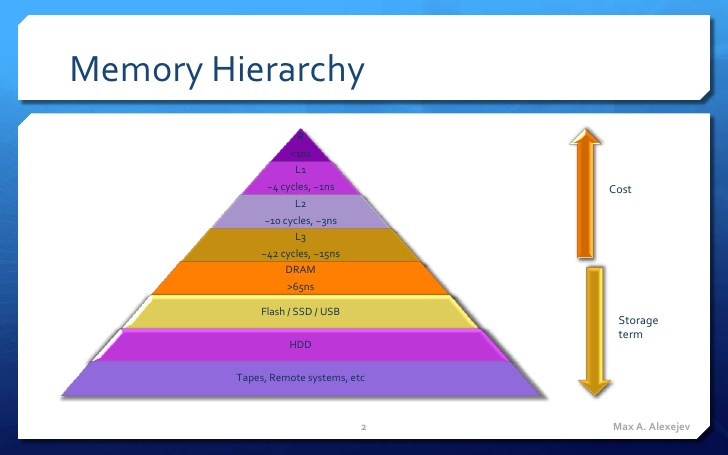 Memory Hierarchy
L1
~4 cycles, ~1ns
L2
~10 cycles, ~3ns
L3
~42 cycles, ~15ns
DRAM
>65ns
Flash / SSD / USB
HDD
Tapes, Remote systems, etc
Cost
Storage
term
2
Max A. Alexejev